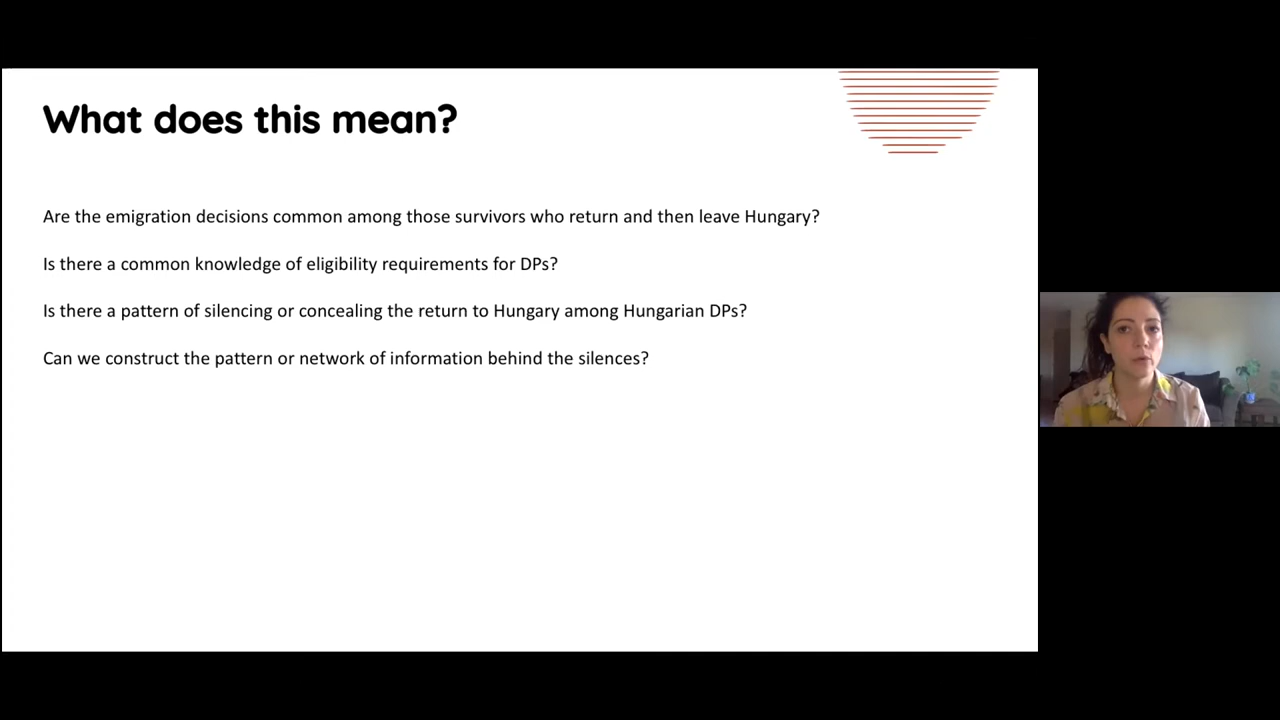 What does this mean?
Are the emigration decisions common among those survivors who return and then leave Hungary?
Is there a common knowledge of eligibility requirements for DPs?
Is there a pattern of silencing or concealing the return to Hungary among Hungarian DPs?
Can we construct the pattern or network of information behind the silences?